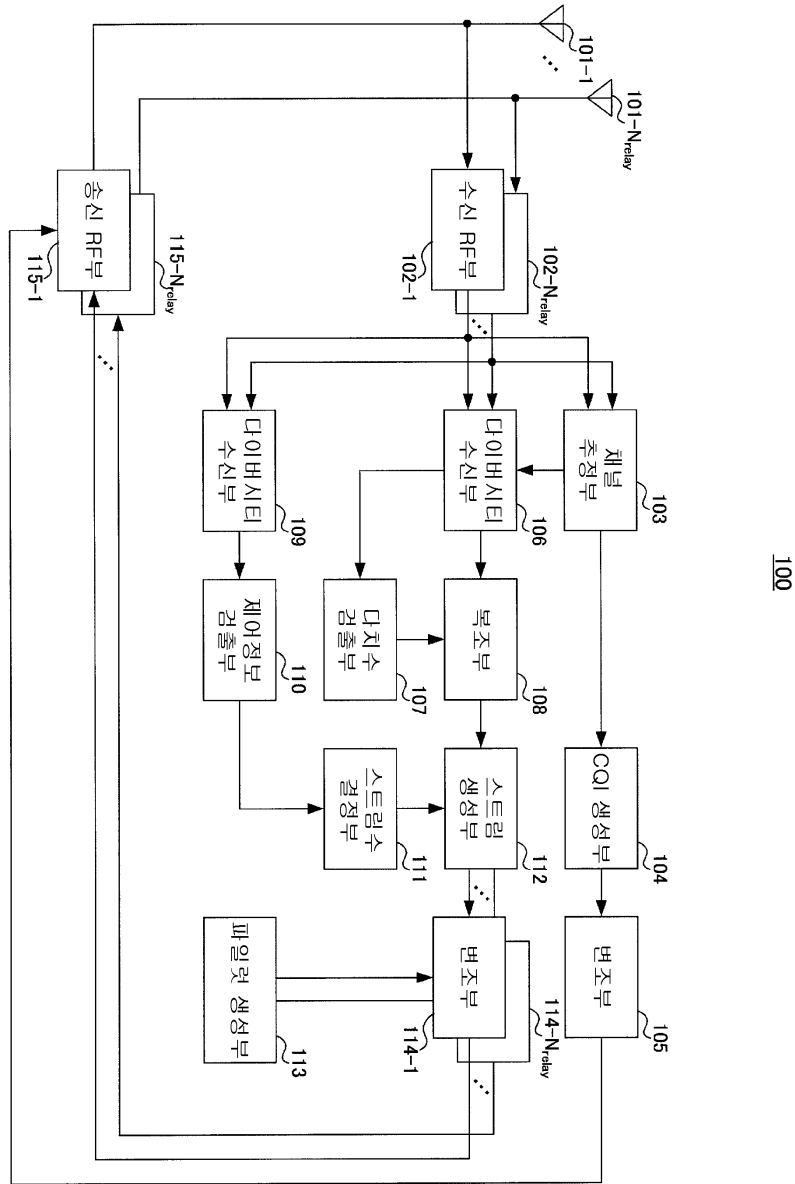 100
101-1
101-Nrelay
수신 RF부
102-1
102-Nrelay
채널
추정부
103
CQI 생성부
104
변조부
105
다이버시티
수신부
106
다치수
검출부
107
복조부
108
다이버시티
수신부
109
제어정보
검출부
110
스트림수
결정부
111
스트림
생성부
112
파일럿 생성부
113
변조부
114-1
114-Nrelay
송신 RF부
115-1
115-Nrelay